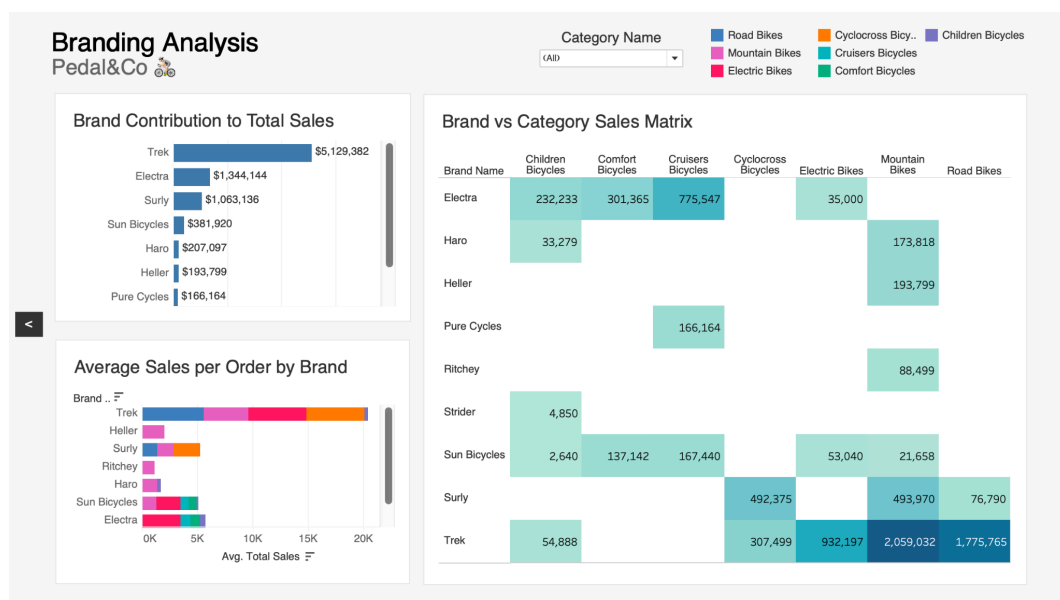 Branding Analysis
Pedal&Co
Category Name
(All)
Road Bikes
Mountain Bikes
Electric Bikes
Cyclocross Bicy..
Cruisers Bicycles
Comfort Bicycles
Children Bicycles
<
Brand Contribution to Total Sales
Trek $5,129,382
Electra $1,344,144
Surly $1,063,136
Sun Bicycles $381,920
Haro $207,097
Heller $193,799
Pure Cycles $166,164
Average Sales per Order by Brand
Brand ..
Trek
Heller
Surly
Ritchey
Haro
Sun Bicycles
Electra
0K 5K 10K 15K 20K
Avg. Total Sales
Brand vs Category Sales Matrix
Brand Name Children Bicycles Comfort Bicycles Cruisers Bicycles Cyclocross Bicycles Electric Bikes Mountain Bikes Road Bikes
Electra 232,233 301,365 775,547 35,000
Haro 33,279 173,818
Heller 193,799
Pure Cycles 166,164
Ritchey 88,499
Strider 4,850
Sun Bicycles 2,640 137,142 167,440 53,040 21,658
Surly 492,375 493,970 76,790
Trek 54,888 307,499 932,197 2,059,032 1,775,765